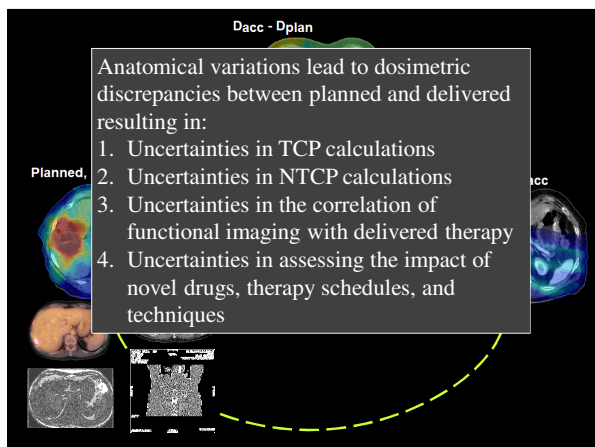 Dacc - Dplan
Anatomical variations lead to dosimetric
discrepancies between planned and delivered
resulting in:
1. Uncertainties in TCP calculations
2. Uncertainties in NTCP calculations
Planned,
acc
3. Uncertainties in the correlation of
functional imaging with delivered therapy
4. Uncertainties in assessing the impact of
novel drugs, therapy schedules, and
techniques